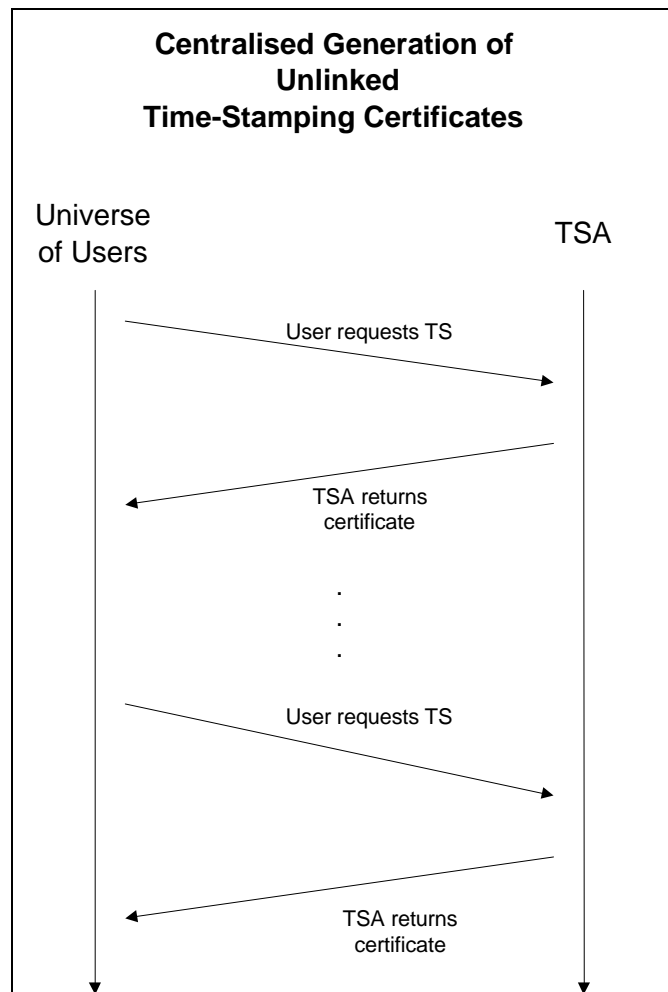 Centralised Generation of
Unlinked
Time-Stamping Certificates
Universe
of Users
TSA
User requests TS
TSA returns
certificate
.
.
.
User requests TS
TSA returns
certificate